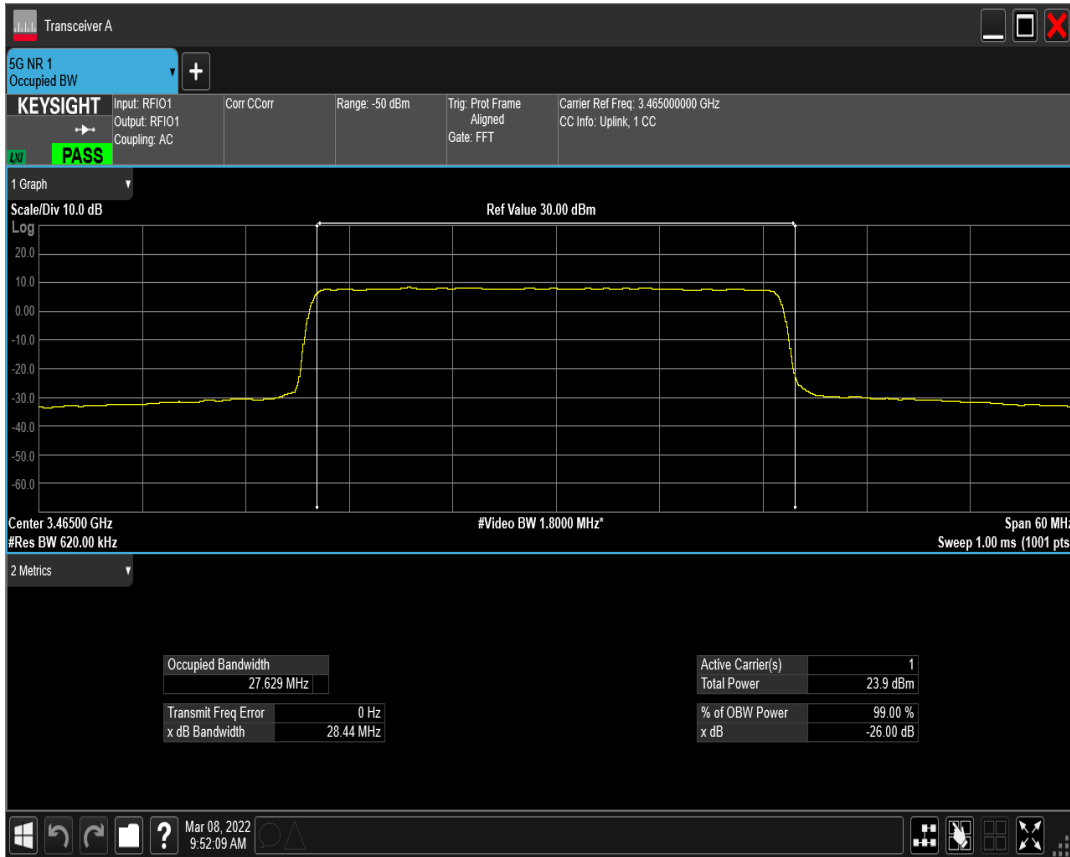 Transceiver A
5G NR 1
Occupied BW
+
KEYSIGHT
Input: RFIO1
Output: RFIO1
Coupling: AC
Corr CCorr
Range: -50 dBm
Trig: Prot Frame
Aligned
Gate: FFT
Carrier Ref Freq: 3.465000000 GHz
CC Info: Uplink, 1 CC
LXI
PASS
1 Graph
Scale/Div 10.0 dB
Ref Value 30.00 dBm
Log
20.0
10.0
0.00
-10.0
-20.0
-30.0
-40.0
-50.0
-60.0
Center 3.46500 GHz
#Video BW 1.8000 MHz*
Span 60 MHz
#Res BW 620.00 kHz
Sweep 1.00 ms (1001 pts
2 Metrics
Occupied Bandwidth
27.629 MHz
Transmit Freq Error 0 Hz
x dB Bandwidth 28.44 MHz
Active Carrier(s) 1
Total Power 23.9 dBm
% of OBW Power 99.00 %
x dB -26.00 dB
?
Mar 08, 2022
9:52:09 AM